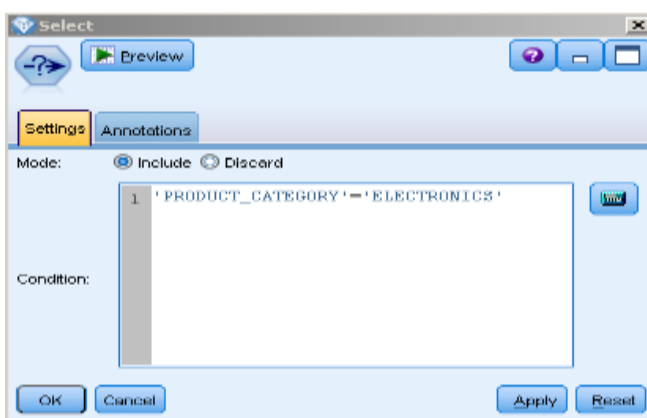 Select
Preview
Settings Annotations
Mode: Include Discard
1 'PRODUCT_CATEGORY'='ELECTRONICS'
Condition:
OK Cancel Apply Reset